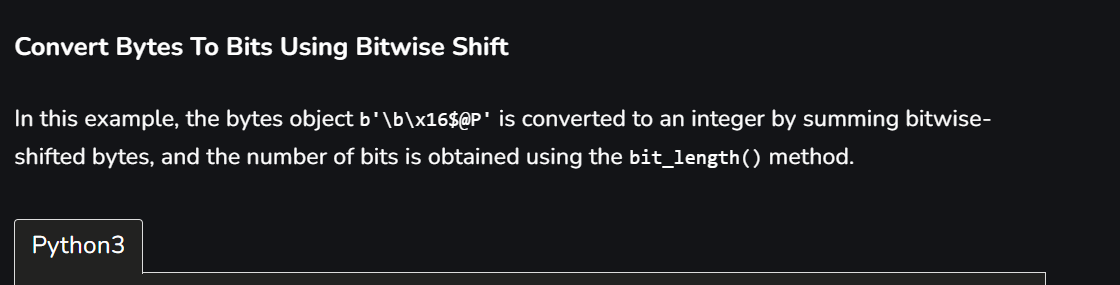 Convert Bytes To Bits Using Bitwise Shift
In this example, the bytes object b'\b\x16$@P' is converted to an integer by summing bitwise-
shifted bytes, and the number of bits is obtained using the bit_length() method.
Python3